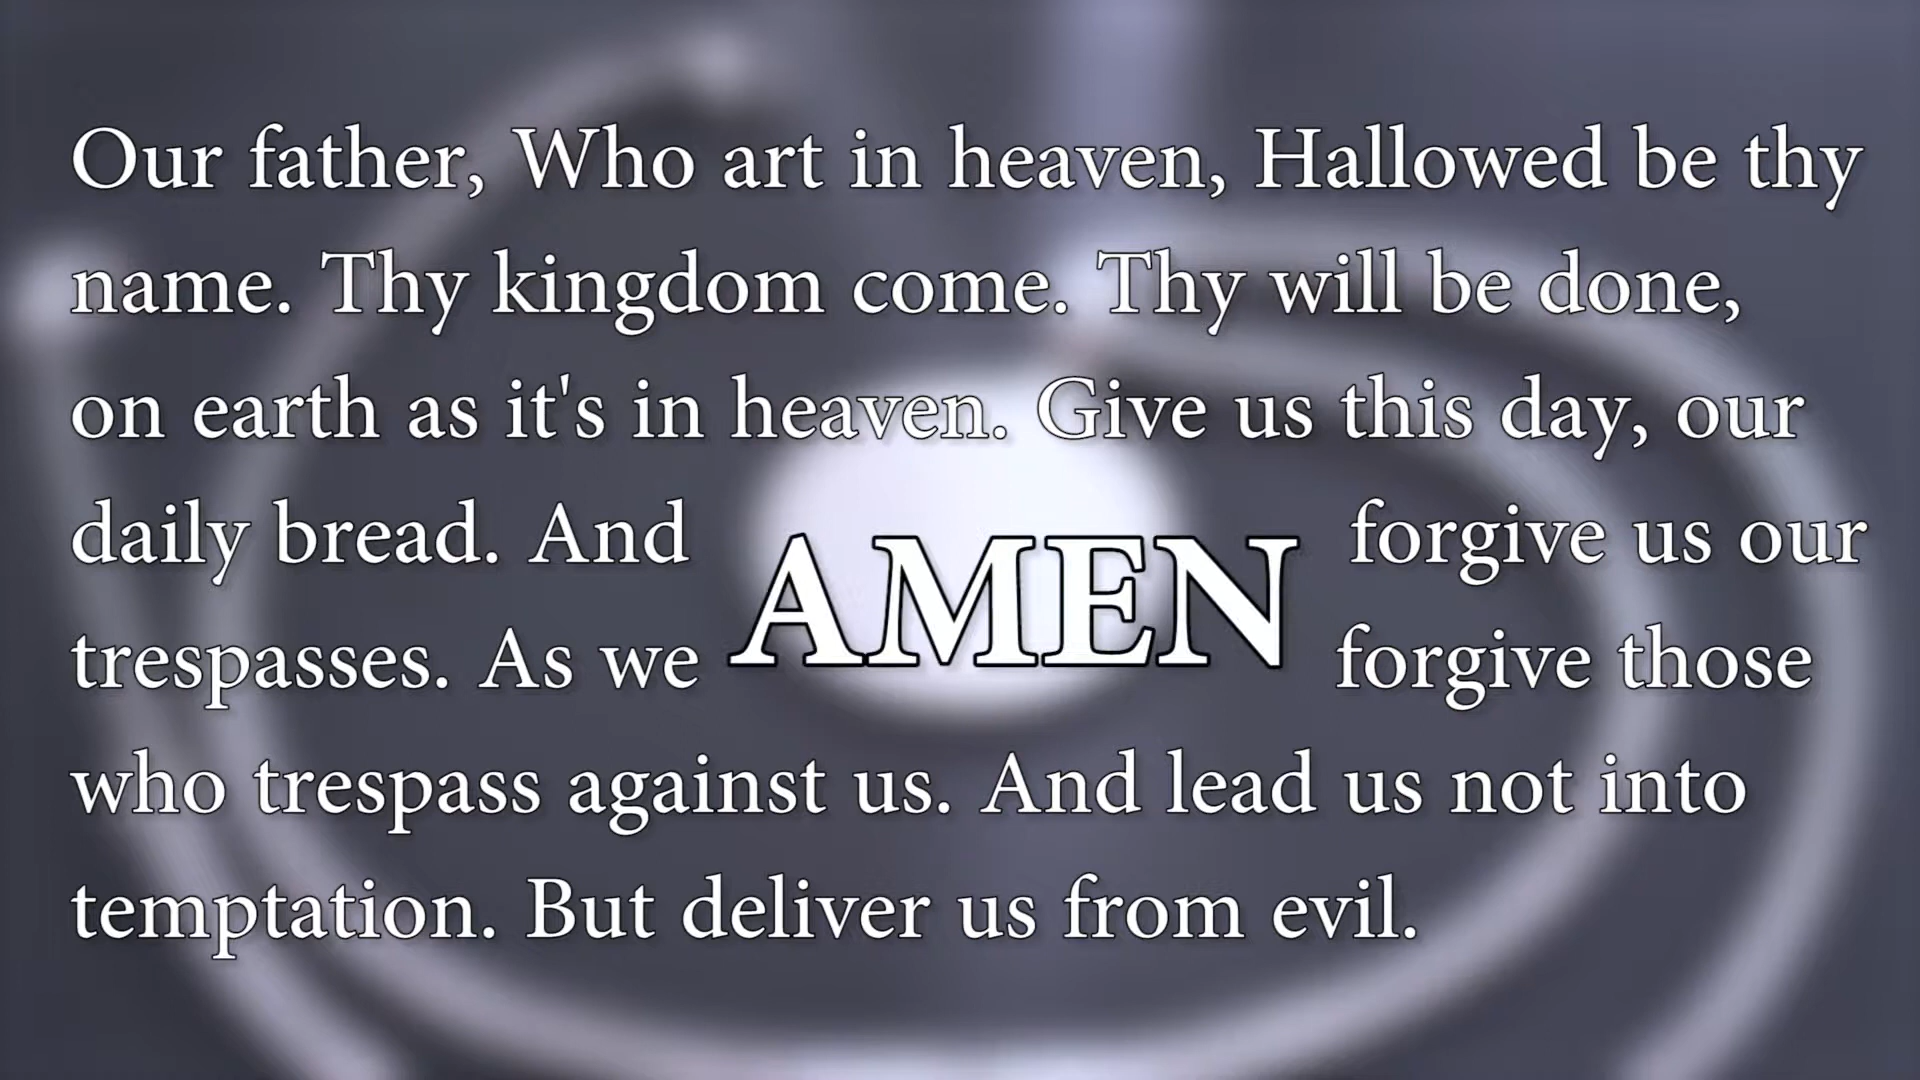 Our father, Who art in heaven, Hallowed be thy
name. Thy kingdom come. Thy will be done,
on earth as it's in heaven. Give us this day, our
daily bread. And forgive us our
AMEN
trespasses. As we forgive those
who trespass against us. And lead us not into
temptation. But deliver us from evil.